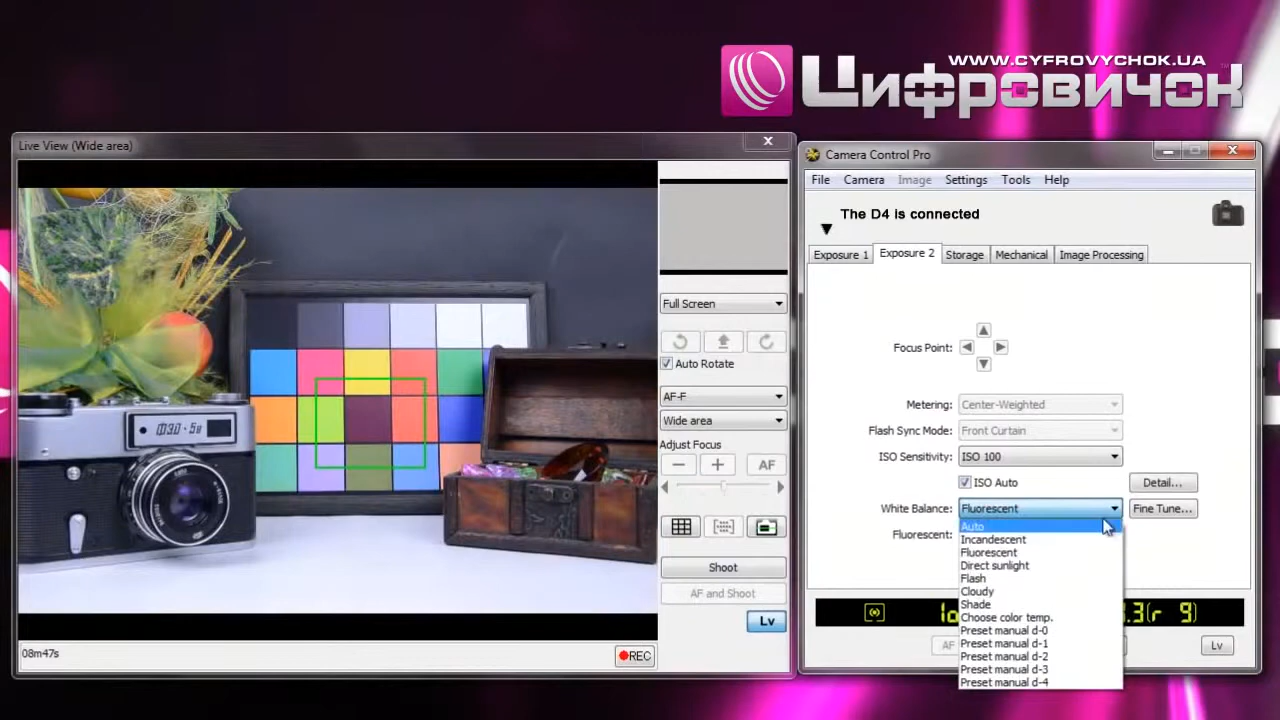 WWW.CYFROVYCHOK.UA
Цифровичок
Live View (Wide area)
Full Screen
Auto Rotate
AF-F
Wide area
Adjust Focus
AF
Shoot
AF and Shoot
Lv
08m47s
REC
ФЭД-5в
Camera Control Pro
File Camera Image Settings Tools Help
The D4 is connected
Exposure 1 Exposure 2 Storage Mechanical Image Processing
Focus Point:
Metering: Center-Weighted
Flash Sync Mode: Front Curtain
ISO Sensitivity: ISO 100
ISO Auto Detail...
White Balance: Fluorescent Fine Tune...
Fluorescent:
Auto
Incandescent
Fluorescent
Direct sunlight
Flash
Cloudy
Shade
Choose color temp.
Preset manual d-0
Preset manual d-1
Preset manual d-2
Preset manual d-3
Preset manual d-4
AF Lv